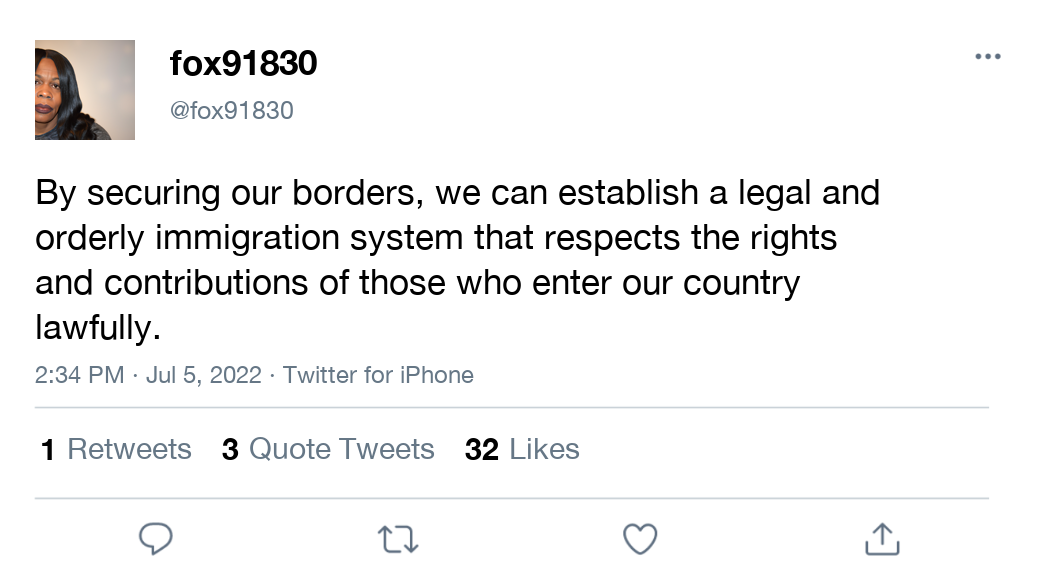 fox91830
@fox91830
By securing our borders, we can establish a legal and
orderly immigration system that respects the rights
and contributions of those who enter our country
lawfully.
2:34 PM · Jul 5, 2022 · Twitter for iPhone
1 Retweets 3 Quote Tweets 32 Likes